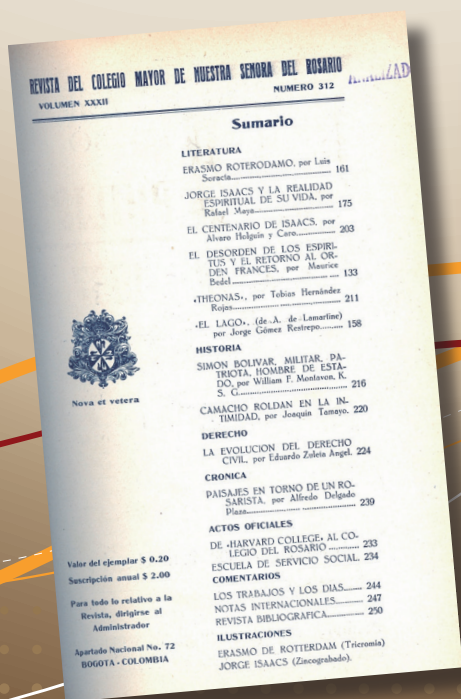 REVISTA DEL COLEGIO MAYOR DE NUESTRA SEÑORA DEL ROSARIO
VOLUMEN XXXII
NUMERO 312
Sumario
LITERATURA
ERASMO ROTERODAMO, por Luis
Soracia 161
JORGE ISAACS Y LA REALIDAD
ESPIRITUAL DE SU VIDA, por
Rafael Maya 175
EL CENTENARIO DE ISAACS, por
Alvaro Holguín y Caro 203
EL DESORDEN DE LOS ESPIRI-
TUS Y EL RETORNO AL OR-
DEN FRANCES, por Maurice
Bedel 133
«THEONAS», por Tobías Hernández
Rojas 211
«EL LAGO», (de A. de Lamartine)
por Jorge Gómez Restrepo 158
HISTORIA
SIMON BOLIVAR, MILITAR, PA-
TRIOTA, HOMBRE DE ESTA-
DO, por William F. Montavon, K.
S. G. 216
CAMACHO ROLDAN EN LA IN-
TIMIDAD, por Joaquín Tamayo, 220
DERECHO
LA EVOLUCION DEL DERECHO
CIVIL, por Eduardo Zuleta Angel, 224
CRONICA
PAISAJES EN TORNO DE UN RO-
SARISTA, por Alfredo Delgado
Plaza 239
ACTOS OFICIALES
DE «HARVARD COLLEGE» AL CO-
LEGIO DEL ROSARIO 233
ESCUELA DE SERVICIO SOCIAL. 234
COMENTARIOS
LOS TRABAJOS Y LOS DIAS 244
NOTAS INTERNACIONALES 247
REVISTA BIBLIOGRAFICA 250
ILUSTRACIONES
ERASMO DE ROTTERDAM (Tricromía)
JORGE ISAACS (Zincograbado).
Nova et vetera
Valor del ejemplar $ 0.20
Suscripción anual $ 2.00
Para todo lo relativo a la
Revista, dirigirse al
Administrador
Apartado Nacional No. 72
BOGOTA - COLOMBIA